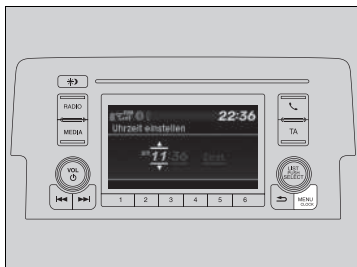 22:36
Uhrzeit einstellen
11:36
RADIO
MEDIA
TA
VOL
LIST
PUSH
SELECT
1 2 3 4 5 6
MENU
CLOCK